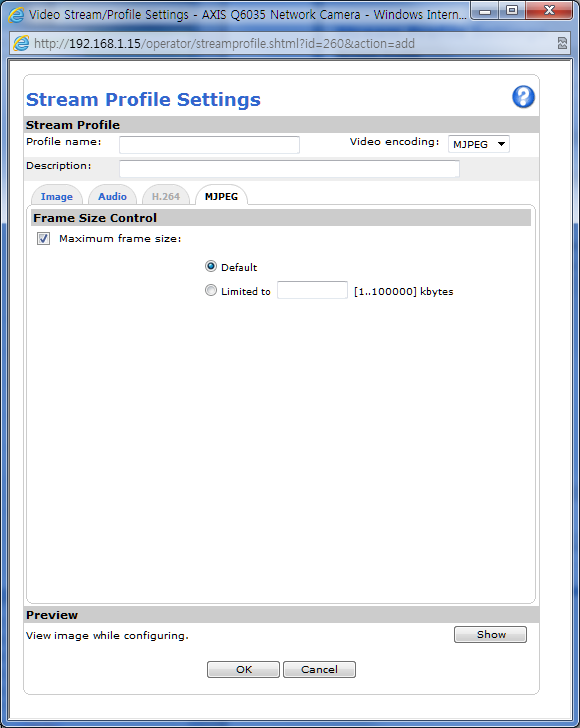 Video Stream/Profile Settings - AXIS Q6035 Network Camera - Windows Intern...
http://192.168.1.15/operator/streamprofile.shtml?id=260&action=add
Stream Profile Settings
?
Stream Profile
Profile name: Video encoding: MJPEG
Description:
Image Audio H.264 MJPEG
Frame Size Control
Maximum frame size:
Default
Limited to [1..100000] kbytes
Preview
View image while configuring. Show
OK Cancel